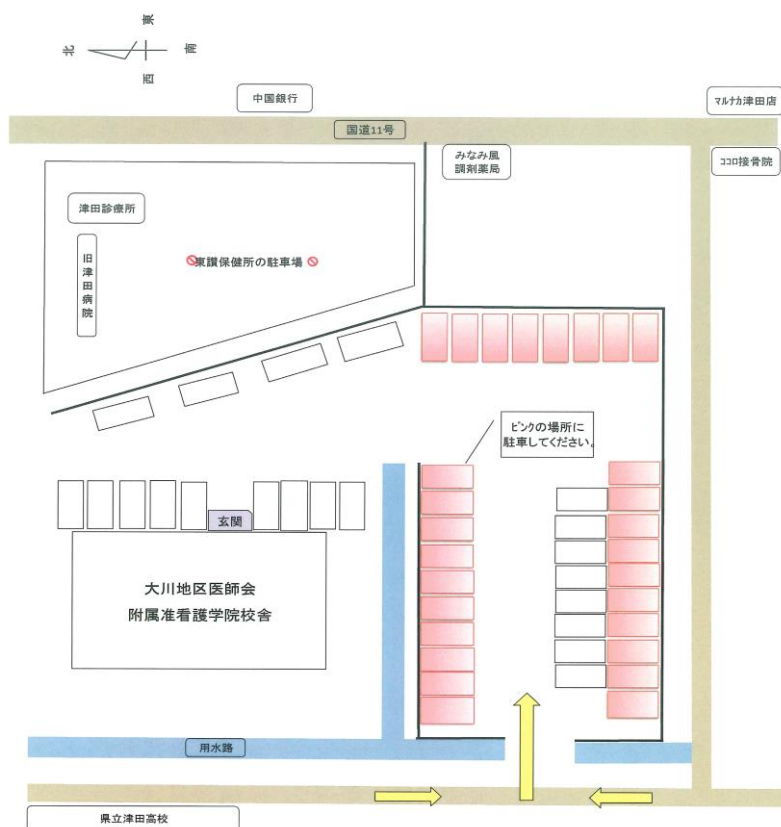 東
北
南
西
中国銀行
マルナカ津田店
国道11号
みなみ風
調剤薬局
ココロ接骨院
津田診療所
旧津田病院
東讃保健所の駐車場
ピンクの場所に
駐車してください。
玄関
大川地区医師会
附属准看護学院校舎
用水路
県立津田高校